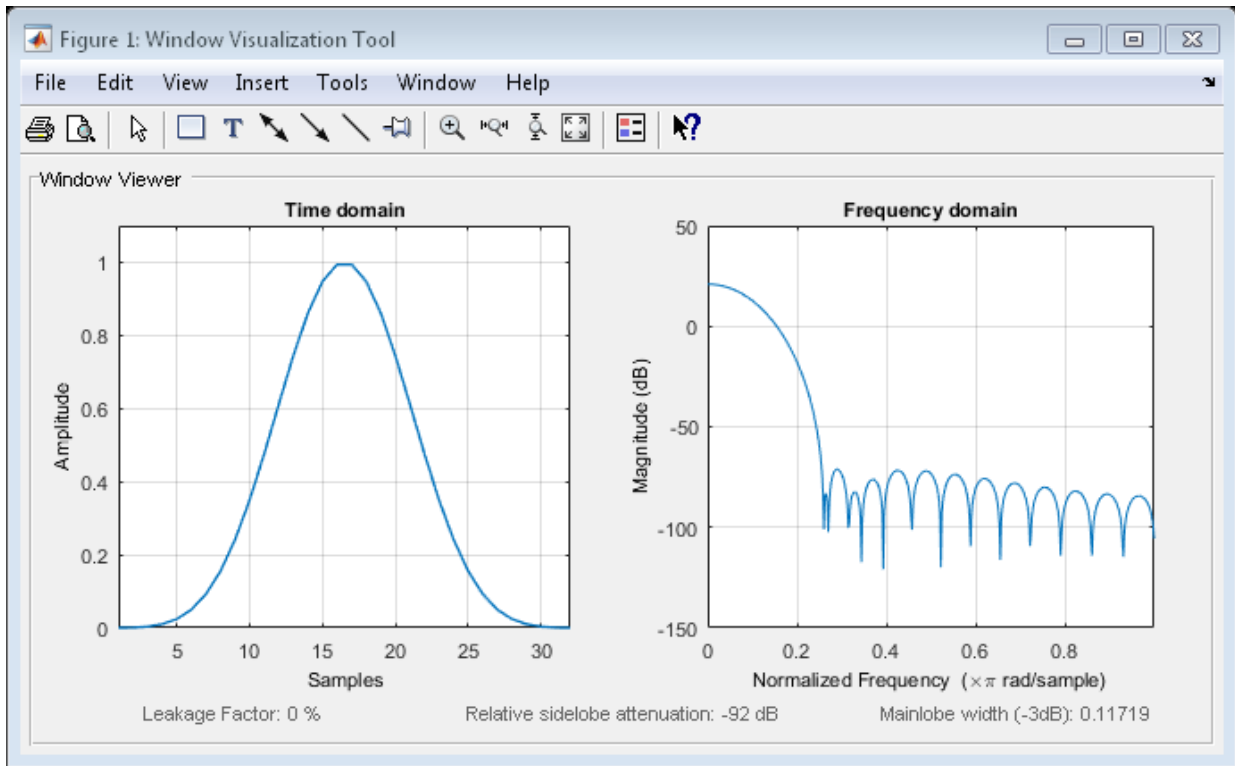 Figure 1: Window Visualization Tool
File Edit View Insert Tools Window Help
T
?
Window Viewer
Time domain
1
0.8
0.6
0.4
0.2
0
Amplitude
5 10 15 20 25 30
Samples
Frequency domain
50
0
-50
-100
-150
Magnitude (dB)
0 0.2 0.4 0.6 0.8
Normalized Frequency (×π rad/sample)
Leakage Factor: 0 % Relative sidelobe attenuation: -92 dB Mainlobe width (-3dB): 0.11719